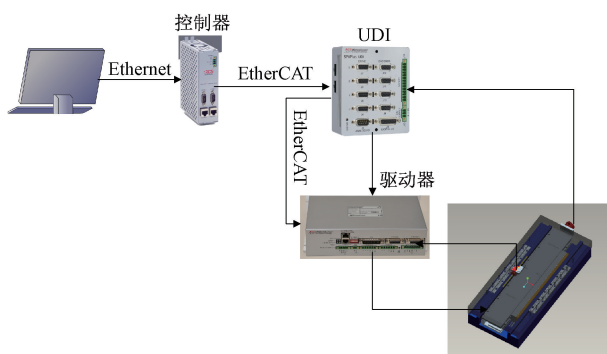 控制器
UDI
Ethernet
EtherCAT
EtherCAT
驱动器